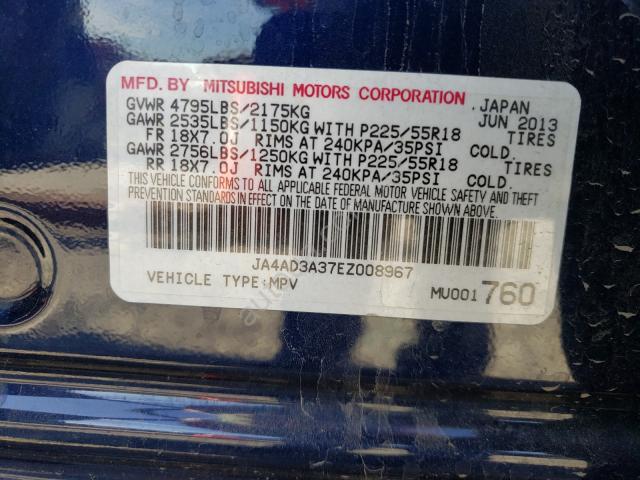 MFD. BY MITSUBISHI MOTORS CORPORATION
JAPAN
GVWR 4795LBS/2175KG
JUN 2013
GAWR 2535LBS/1150KG WITH P225/55R18 TIRES
FR 18X7.0J RIMS AT 240KPA/35PSI COLD.
GAWR 2756LBS/1250KG WITH P225/55R18 TIRES
RR 18X7.0J RIMS AT 240KPA/35PSI COLD.
THIS VEHICLE CONFORMS TO ALL APPLICABLE FEDERAL MOTOR VEHICLE SAFETY AND THEFT
PREVENTION STANDARDS IN EFFECT ON THE DATE OF MANUFACTURE SHOWN ABOVE.
JA4AD3A37EZ008967
VEHICLE TYPE:MPV
MU001760